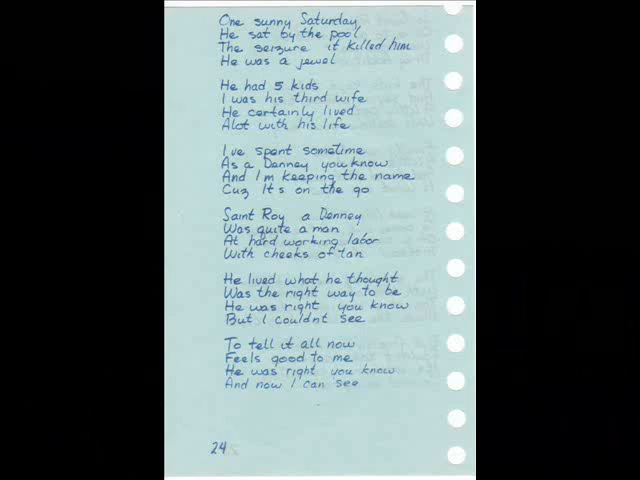 One sunny Saturday
He sat by the pool
The seizure it killed him
He was a jewel
He had 5 kids
I was his third wife
He certainly lived
Alot with his life
I've spent sometime
As a Denney you know
And I'm keeping the name
Cuz It's on the go
Saint Roy a Denney
Was quite a man
At hard working labor
With cheeks of tan
He lived what he thought
Was the right way to be
He was right you know
But I couldnt see
To tell it all now
Feels good to me
He was right you know
And now I can see
24